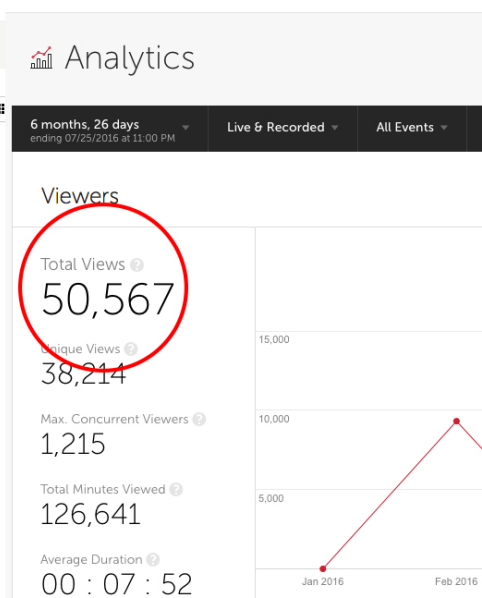 Analytics
6 months, 26 days
ending 07/25/2016 at 11:00 PM
Live & Recorded
All Events
Viewers
Total Views ?
50,567
Unique Views ?
38,214
Max. Concurrent Viewers ?
1,215
Total Minutes Viewed ?
126,641
Average Duration ?
00 : 07 : 52
15,000
10,000
5,000
Jan 2016
Feb 2016